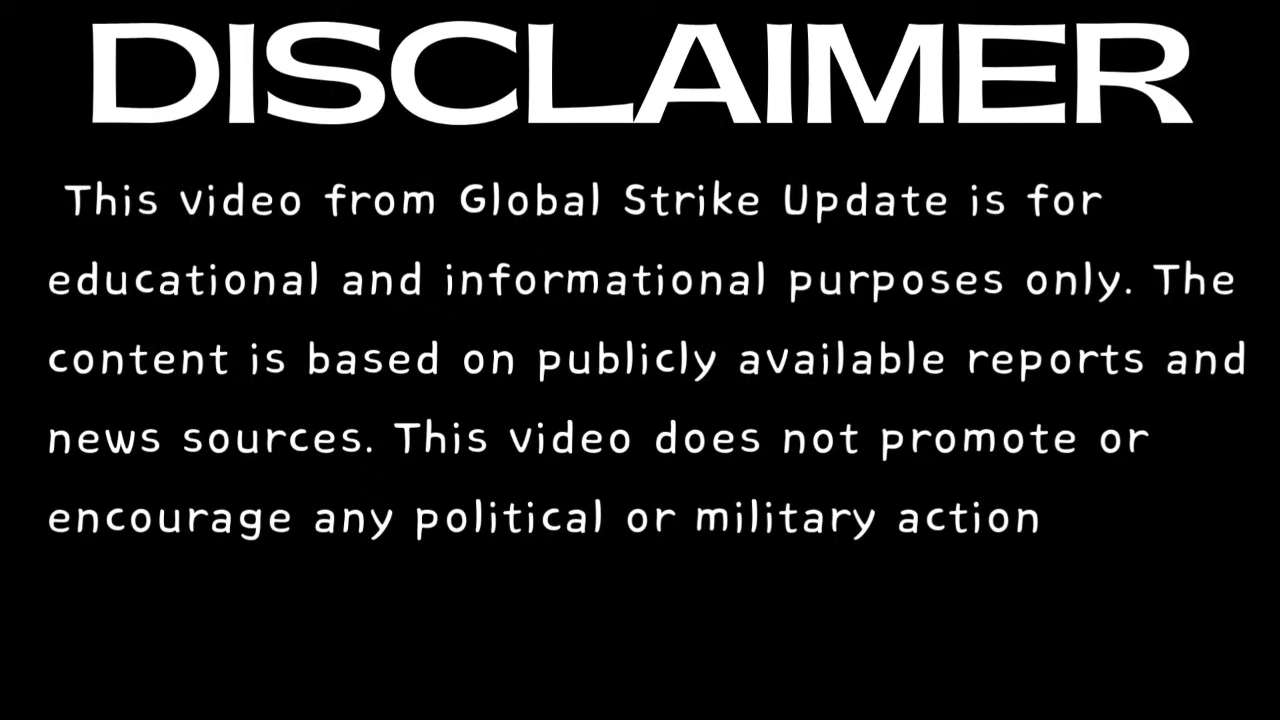 DISCLAIMER
This video from Global Strike Update is for
educational and informational purposes only. The
content is based on publicly available reports and
news sources. This video does not promote or
encourage any political or military action